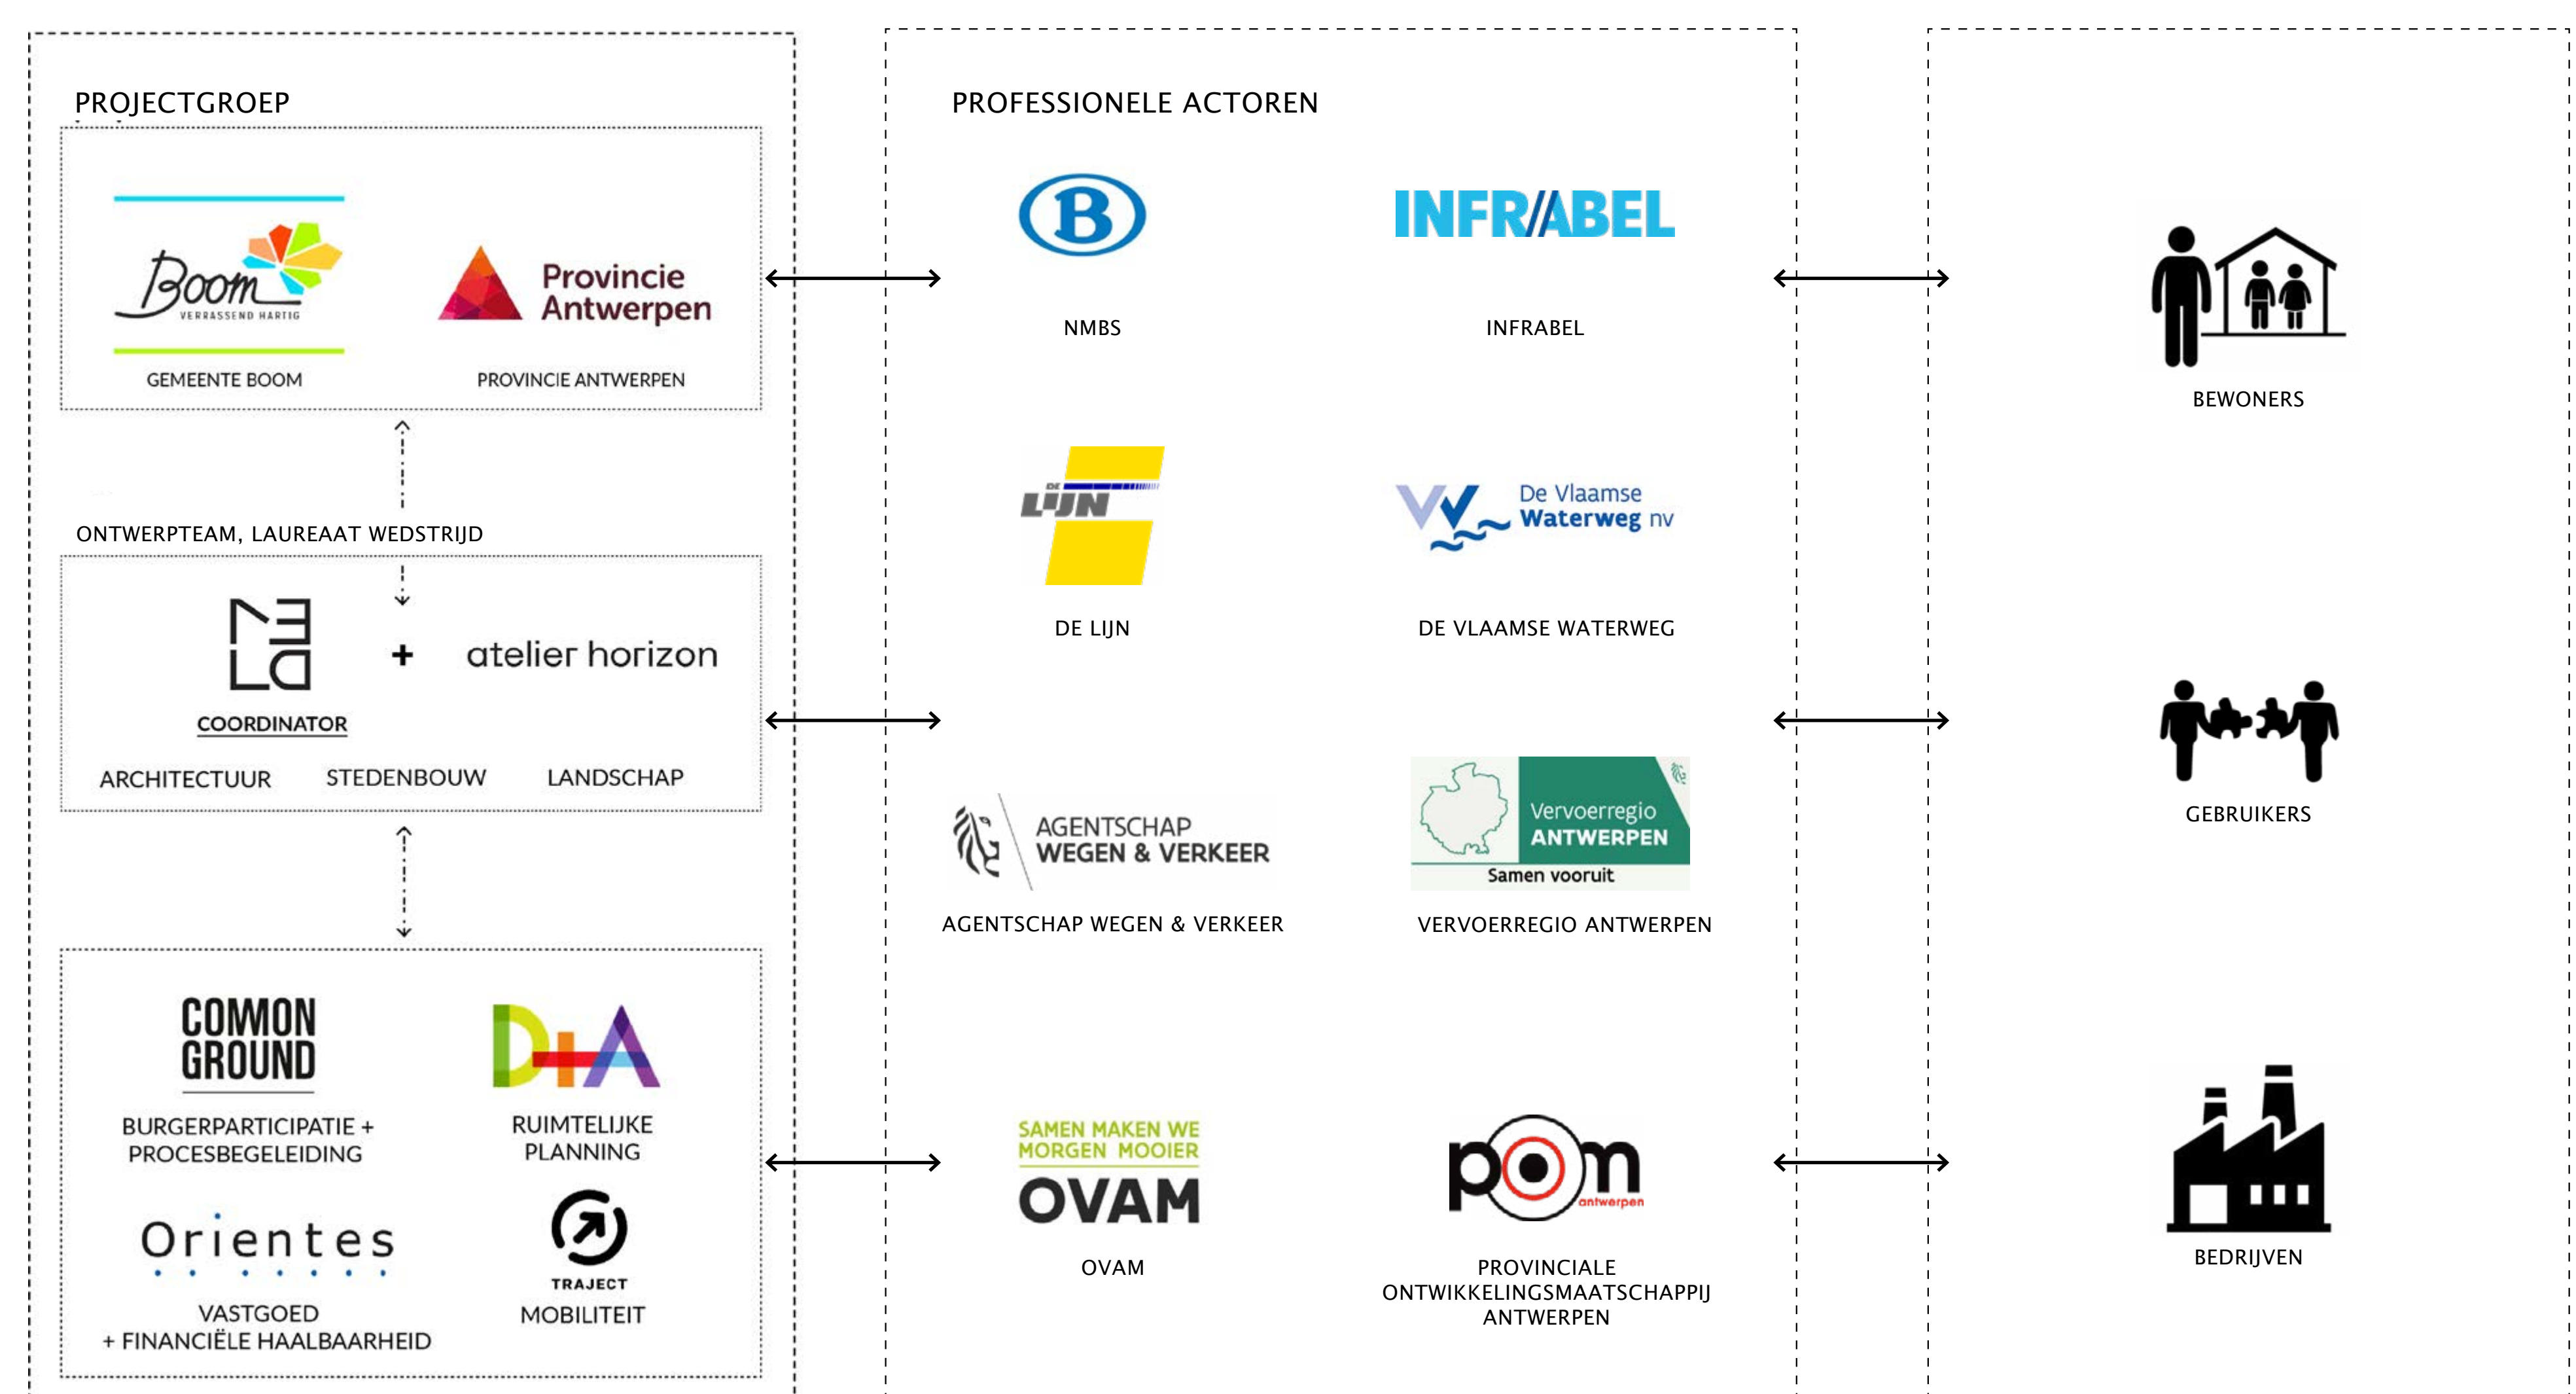 PROJECTGROEP
Boom
VERRASSEND HARTIG
GEMEENTE BOOM
Provincie
Antwerpen
PROVINCIE ANTWERPEN
ONTWERPTEAM, LAUREAAT WEDSTRIJD
+
atelier horizon
COORDINATOR
ARCHITECTUUR
STEDENBOUW
LANDSCHAP
COMMON
GROUND
BURGERPARTICIPATIE +
PROCESBEGELEIDING
D+A
RUIMTELIJKE
PLANNING
Orientes
VASTGOED
+ FINANCIËLE HAALBAARHEID
TRAJECT
MOBILITEIT
PROFESSIONELE ACTOREN
B
NMBS
INFRABEL
INFRABEL
DE
LIJN
DE LIJN
De Vlaamse
Waterweg nv
DE VLAAMSE WATERWEG
AGENTSCHAP
WEGEN & VERKEER
AGENTSCHAP WEGEN & VERKEER
Vervoerregio
ANTWERPEN
Samen vooruit
VERVOERREGIO ANTWERPEN
SAMEN MAKEN WE
MORGEN MOOIER
OVAM
OVAM
pom
antwerpen
PROVINCIALE
ONTWIKKELINGSMAATSCHAPPIJ
ANTWERPEN
BEWONERS
GEBRUIKERS
BEDRIJVEN